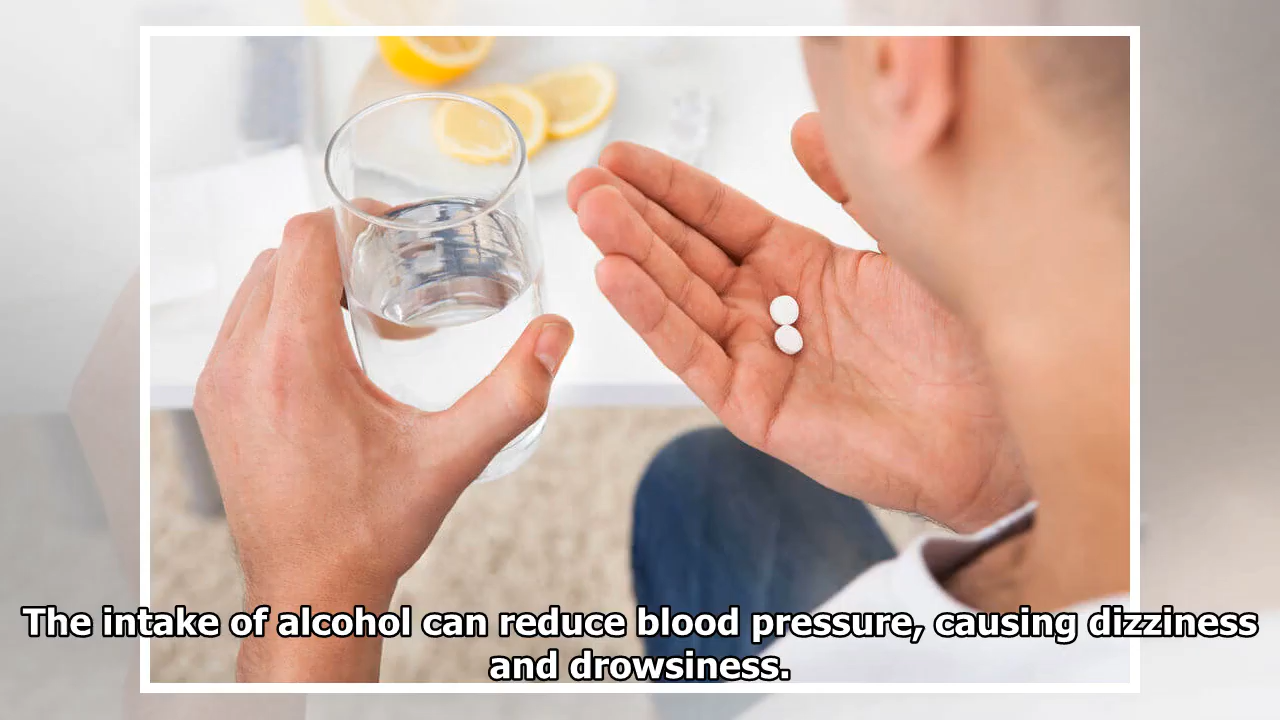 The intake of alcohol can reduce blood pressure, causing dizziness
and drowsiness.